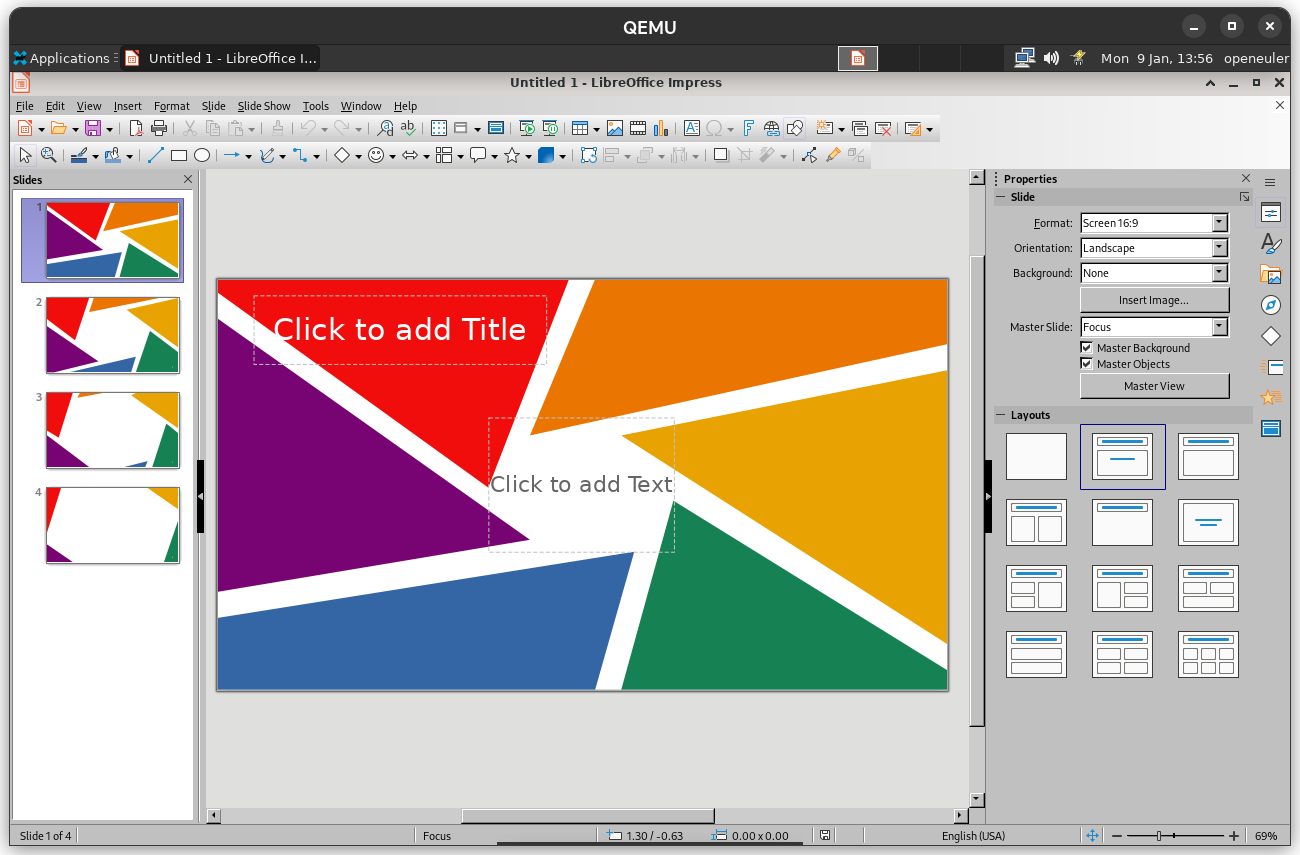 QEMU
Applications
Untitled 1 - LibreOffice I...
Mon 9 Jan, 13:56
openeuler
Untitled 1 - LibreOffice Impress
File Edit View Insert Format Slide Slide Show Tools Window Help
Slides
1
2
3
4
Click to add Title
Click to add Text
Properties
Slide
Format: Screen 16:9
Orientation: Landscape
Background: None
Insert Image...
Master Slide: Focus
Master Background
Master Objects
Master View
Layouts
Slide 1 of 4
Focus
1.30 / -0.63
0.00 x 0.00
English (USA)
69%